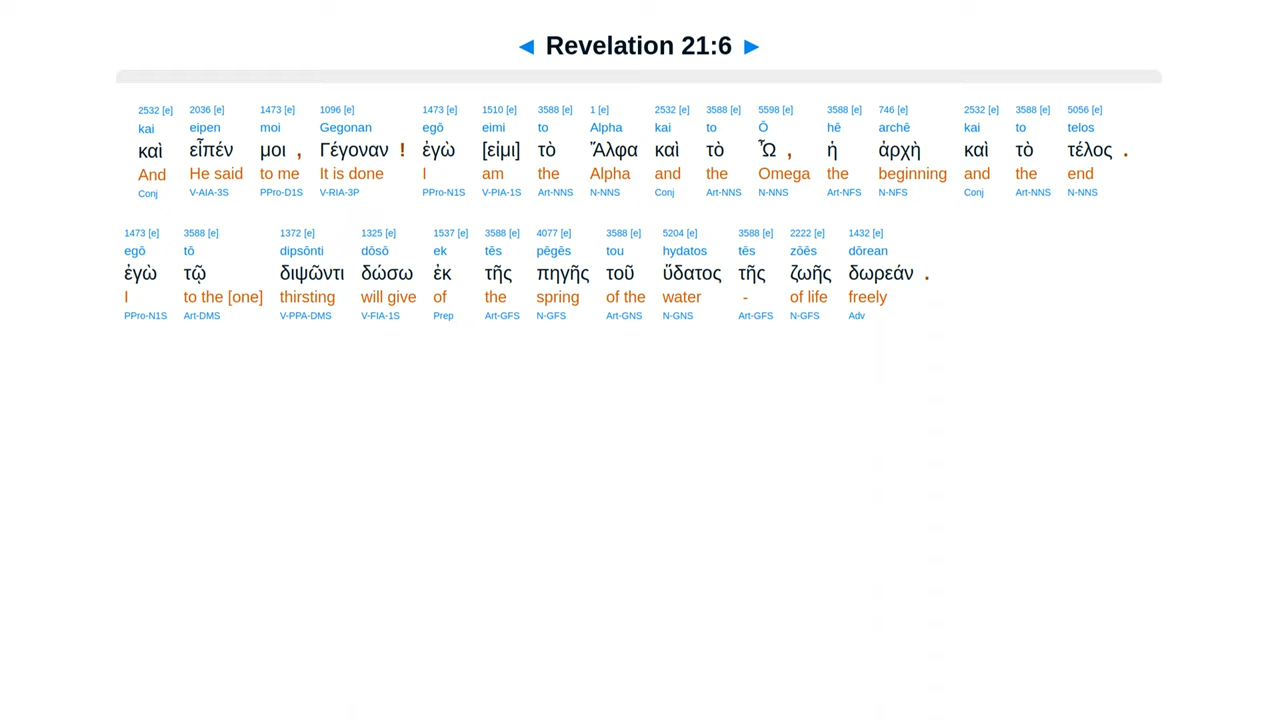 ◄ Revelation 21:6 ►
2532 [e] 2036 [e] 1473 [e] 1096 [e] 1473 [e] 1510 [e] 3588 [e] 1 [e] 2532 [e] 3588 [e] 5598 [e] 3588 [e] 746 [e] 2532 [e] 3588 [e] 5056 [e]
kai eipen moi Gegonan egō eimi to Alpha kai to Ō hē archē kai to telos
καὶ εἶπέν μοι , Γέγοναν ! ἐγὼ [εἰμι] τὸ Ἄλφα καὶ τὸ Ὦ , ἡ ἀρχὴ καὶ τὸ τέλος .
And He said to me It is done I am the Alpha and the Omega the beginning and the end
Conj V-AIA-3S PPro-D1S V-RIA-3P PPro-N1S V-PIA-1S Art-NNS N-NNS Conj Art-NNS N-NNS Art-NFS N-NFS Conj Art-NNS N-NNS
1473 [e] 3588 [e] 1372 [e] 1325 [e] 1537 [e] 3588 [e] 4077 [e] 3588 [e] 5204 [e] 3588 [e] 2222 [e] 1432 [e]
egō tō dipsōnti dōsō ek tēs pēgēs tou hydatos tēs zōēs dōrean
ἐγὼ τῷ διψῶντι δώσω ἐκ τῆς πηγῆς τοῦ ὕδατος τῆς ζωῆς δωρεάν .
I to the [one] thirsting will give of the spring of the water - of life freely
PPro-N1S Art-DMS V-PPA-DMS V-FIA-1S Prep Art-GFS N-GFS Art-GNS N-GNS Art-GFS N-GFS Adv